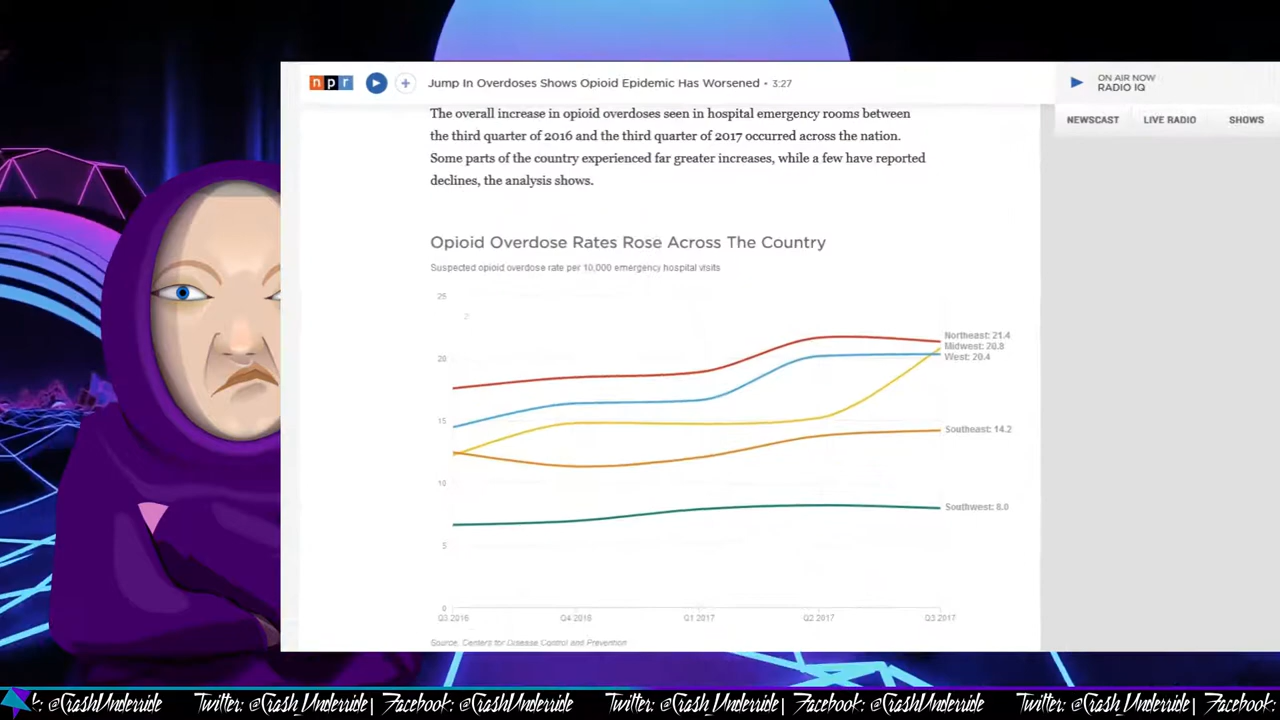 npr
Jump In Overdoses Shows Opioid Epidemic Has Worsened • 3:27
ON AIR NOW
RADIO IQ
NEWSCAST LIVE RADIO SHOWS
The overall increase in opioid overdoses seen in hospital emergency rooms between
the third quarter of 2016 and the third quarter of 2017 occurred across the nation.
Some parts of the country experienced far greater increases, while a few have reported
declines, the analysis shows.
Opioid Overdose Rates Rose Across The Country
Suspected opioid overdose rate per 10,000 emergency hospital visits
25
20
15
10
5
0
Northeast: 21.4
Midwest: 20.8
West: 20.4
Southeast: 14.2
Southwest: 8.0
Q3 2016 Q4 2016 Q1 2017 Q2 2017 Q3 2017
Source: Centers for Disease Control and Prevention
k: @CrashUnderride Twitter: @CrashUnderride | Facebook: @CrashUnderride Twitter: @CrashUnderride | Facebook: @CrashUnderride Twitter: @CrashUnderride | Facebook: